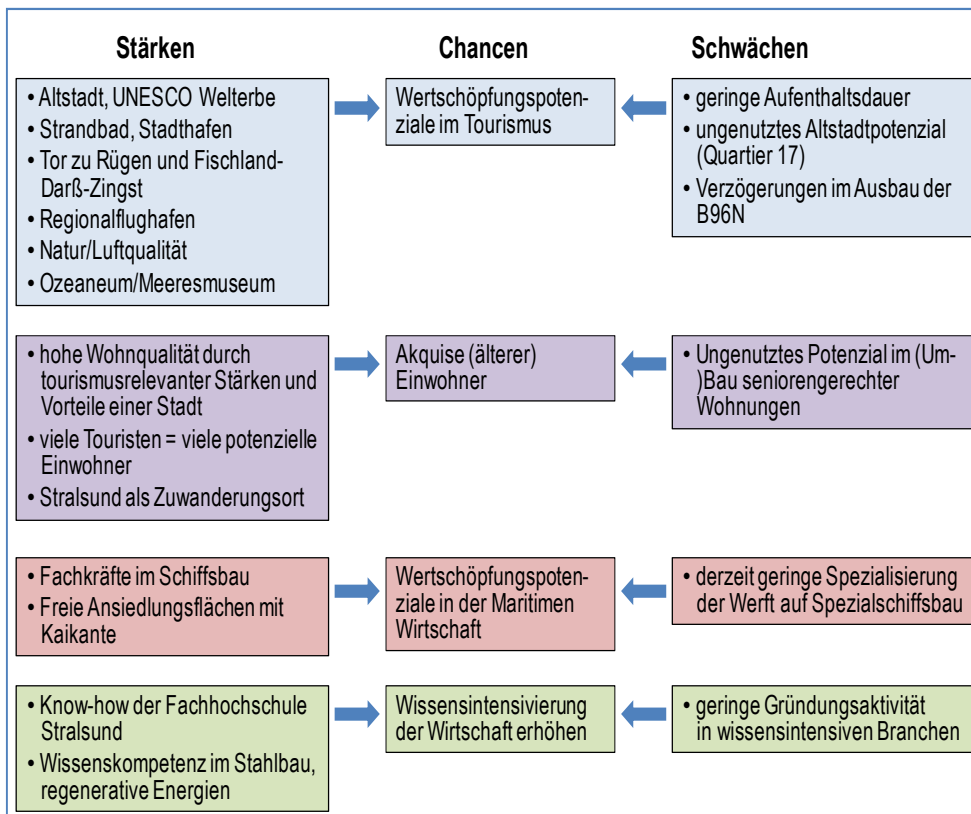 Stärken
Chancen
Schwächen
• Altstadt, UNESCO Welterbe
• Strandbad, Stadthafen
• Tor zu Rügen und Fischland-
Darß-Zingst
• Regionalflughafen
• Natur/Luftqualität
• Ozeaneum/Meeresmuseum
Wertschöpfungspoten-
ziale im Tourismus
• geringe Aufenthaltsdauer
• ungenutztes Altstadtpotenzial
(Quartier 17)
• Verzögerungen im Ausbau der
B96N
• hohe Wohnqualität durch
tourismusrelevanter Stärken und
Vorteile einer Stadt
• viele Touristen = viele potenzielle
Einwohner
• Stralsund als Zuwanderungsort
Akquise (älterer)
Einwohner
• Ungenutztes Potenzial im (Um-
)Bau seniorengerechter
Wohnungen
• Fachkräfte im Schiffsbau
• Freie Ansiedlungsflächen mit
Kaikante
Wertschöpfungspoten-
ziale in der Maritimen
Wirtschaft
• derzeit geringe Spezialisierung
der Werft auf Spezialschiffsbau
• Know-how der Fachhochschule
Stralsund
• Wissenskompetenz im Stahlbau,
regenerative Energien
Wissensintensivierung
der Wirtschaft erhöhen
• geringe Gründungsaktivität
in wissensintensiven Branchen